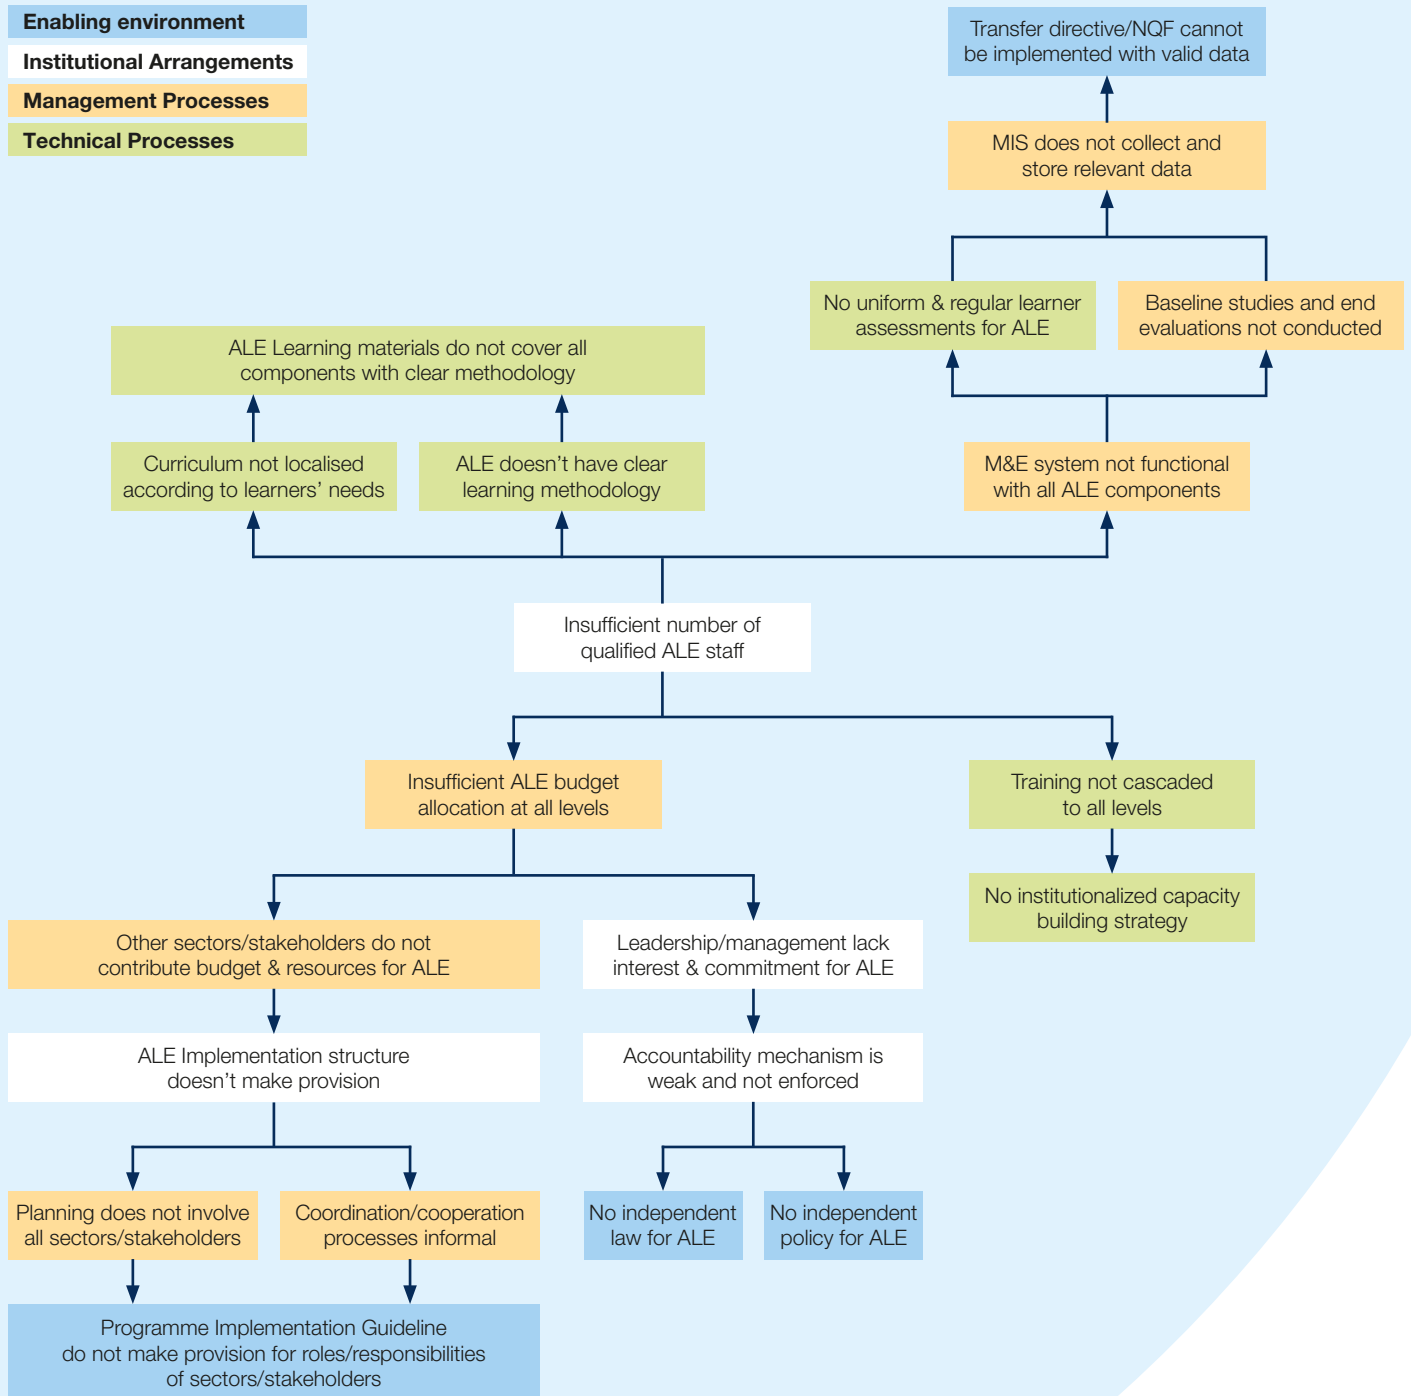 Enabling environment
Institutional Arrangements
Management Processes
Technical Processes
Transfer directive/NQF cannot
be implemented with valid data
MIS does not collect and
store relevant data
No uniform & regular learner
assessments for ALE
Baseline studies and end
evaluations not conducted
ALE Learning materials do not cover all
components with clear methodology
Curriculum not localised
according to learners’ needs
ALE doesn’t have clear
learning methodology
M&E system not functional
with all ALE components
Insufficient number of
qualified ALE staff
Insufficient ALE budget
allocation at all levels
Training not cascaded
to all levels
No institutionalized capacity
building strategy
Other sectors/stakeholders do not
contribute budget & resources for ALE
Leadership/management lack
interest & commitment for ALE
ALE Implementation structure
doesn’t make provision
Accountability mechanism is
weak and not enforced
Planning does not involve
all sectors/stakeholders
Coordination/cooperation
processes informal
No independent
law for ALE
No independent
policy for ALE
Programme Implementation Guideline
do not make provision for roles/responsibilities
of sectors/stakeholders